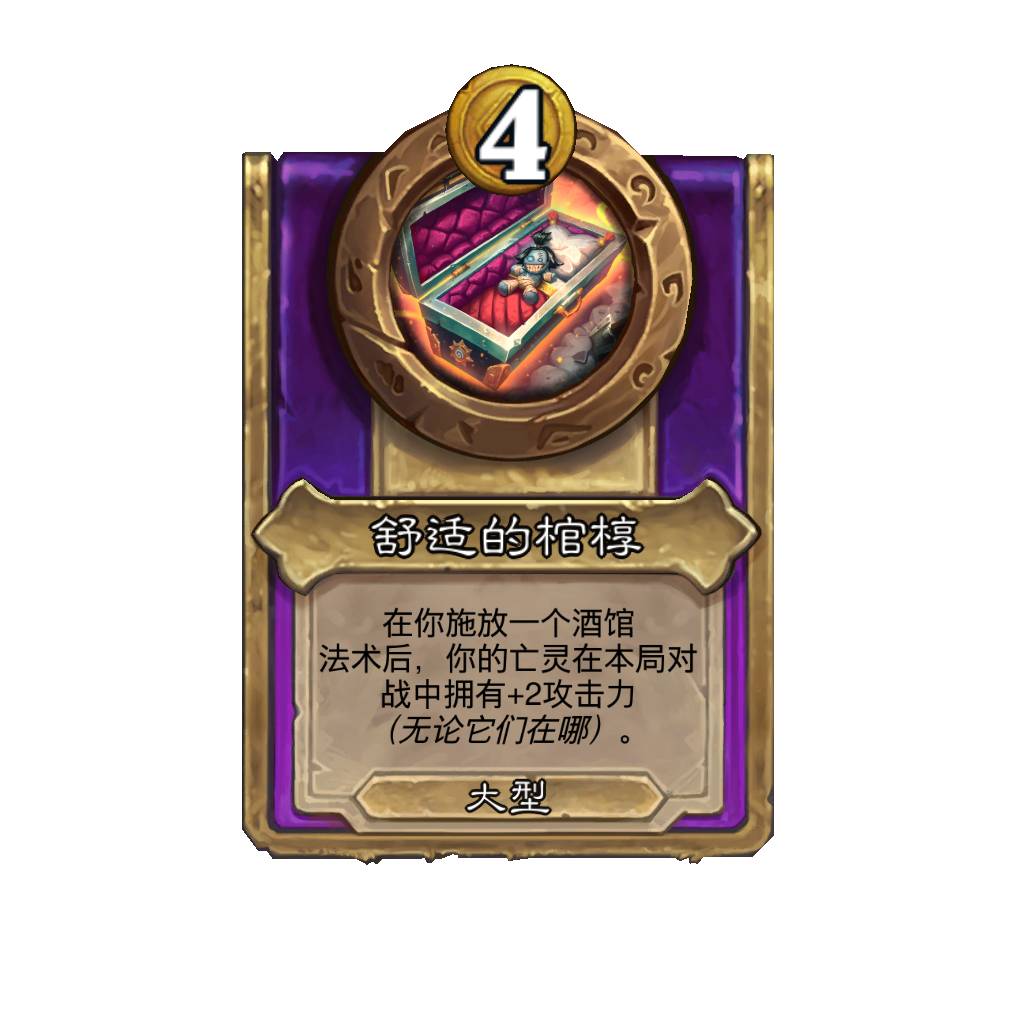 4
舒适的棺椁
在你施放一个酒馆
法术后，你的亡灵在本局对
战中拥有+2攻击力
（无论它们在哪）。
大型